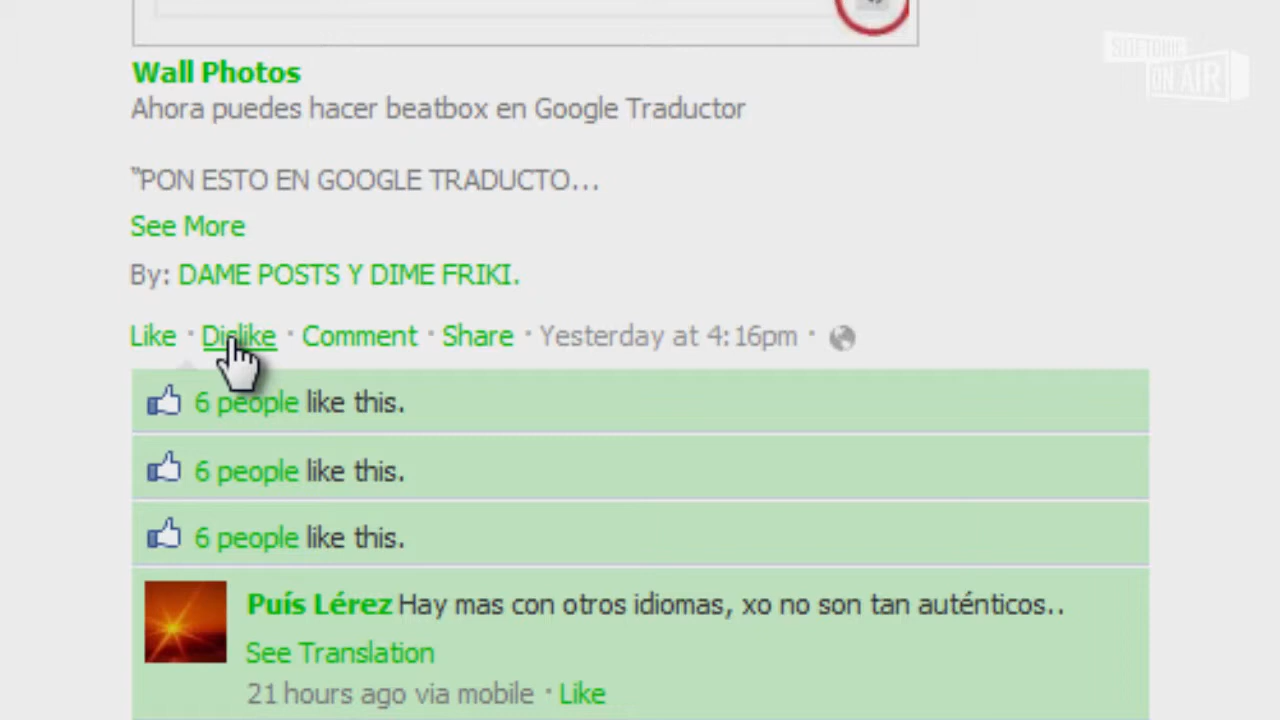 SOFTONIC
ON AIR
Wall Photos
Ahora puedes hacer beatbox en Google Traductor
“PON ESTO EN GOOGLE TRADUCTO...
See More
By: DAME POSTS Y DIME FRIKI.
Like · Dislike · Comment · Share · Yesterday at 4:16pm ·
6 people like this.
6 people like this.
6 people like this.
Puís Lérez Hay mas con otros idiomas, xo no son tan auténticos..
See Translation
21 hours ago via mobile · Like